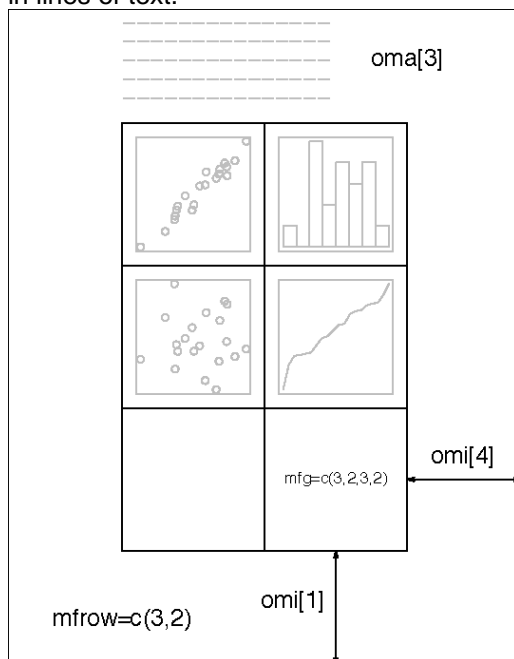 in lines of text.
oma[3]
omi[4]
mfg=c(3,2,3,2)
omi[1]
mfrow=c(3,2)